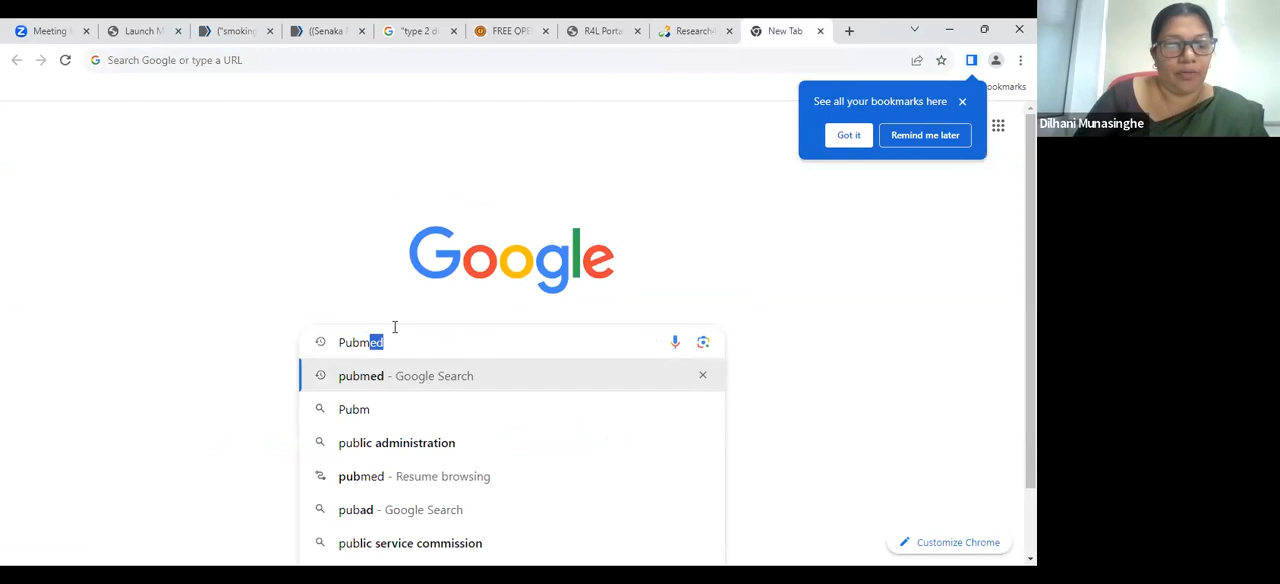 Meeting
Launch M
("smoking
((Senaka F
"type 2 di
FREE OPE
R4L Porta
Research4
New Tab
Search Google or type a URL
ookmarks
See all your bookmarks here
Got it
Remind me later
Dilhani Munasinghe
Google
Pubmed
pubmed - Google Search
Pubm
public administration
pubmed - Resume browsing
pubad - Google Search
public service commission
Customize Chrome